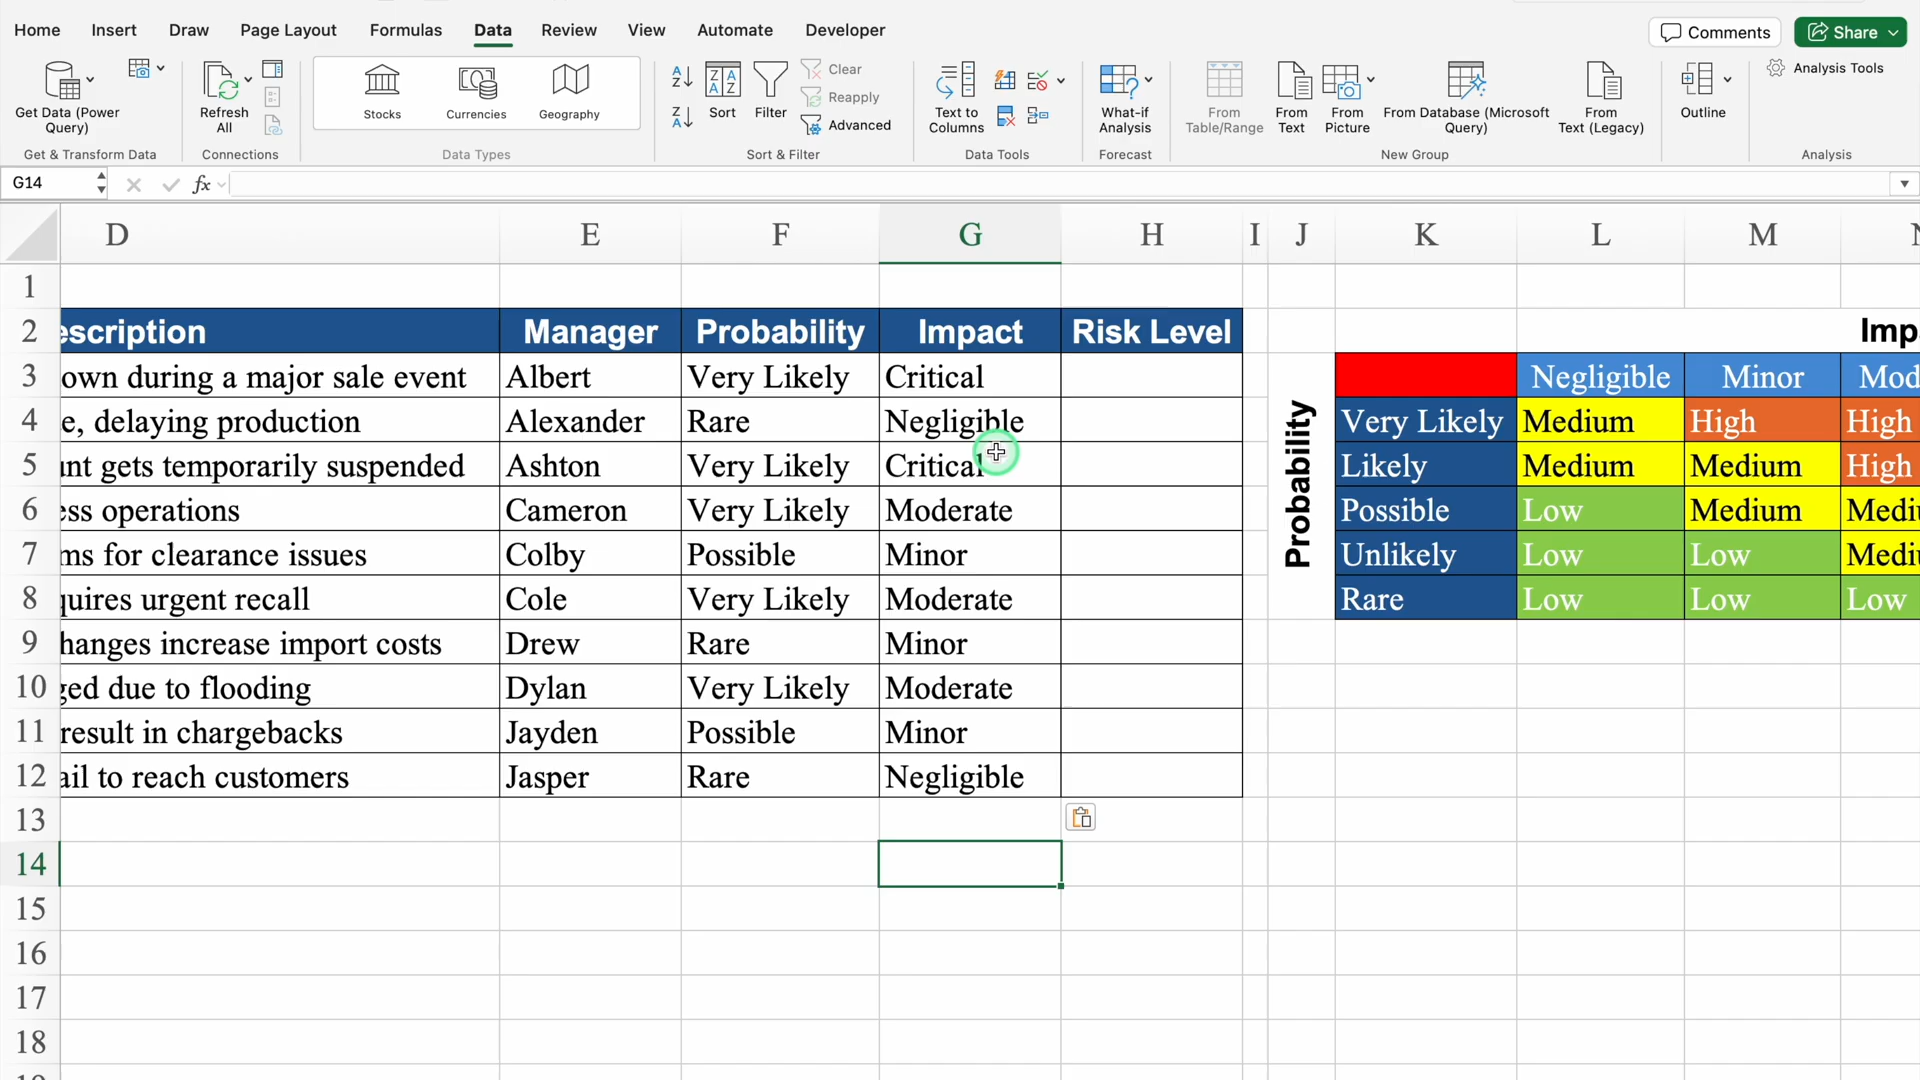 Home Insert Draw Page Layout Formulas Data Review View Automate Developer Comments Share
Get Data (Power Query)
Get & Transform Data
Refresh All
Connections
Stocks Currencies Geography
Data Types
Sort Filter Clear Reapply Advanced
Sort & Filter
Text to Columns
Data Tools
What-if Analysis
Forecast
From Table/Range From Text From Picture From Database (Microsoft Query) From Text (Legacy)
New Group
Outline
Analysis Tools
Analysis
G14 fx
D E F G H I J K L M
1
2 escription Manager Probability Impact Risk Level Imp
3 own during a major sale event Albert Very Likely Critical Negligible Minor Mod
4 e, delaying production Alexander Rare Negligible Very Likely Medium High High
5 unt gets temporarily suspended Ashton Very Likely Critical Likely Medium Medium High
6 ess operations Cameron Very Likely Moderate Possible Low Medium Medi
7 ms for clearance issues Colby Possible Minor Unlikely Low Low Medi
8 quires urgent recall Cole Very Likely Moderate Rare Low Low Low
9 hanges increase import costs Drew Rare Minor
10 ged due to flooding Dylan Very Likely Moderate
11 result in chargebacks Jayden Possible Minor
12 ail to reach customers Jasper Rare Negligible
13
14
15
16
17
18
Probability